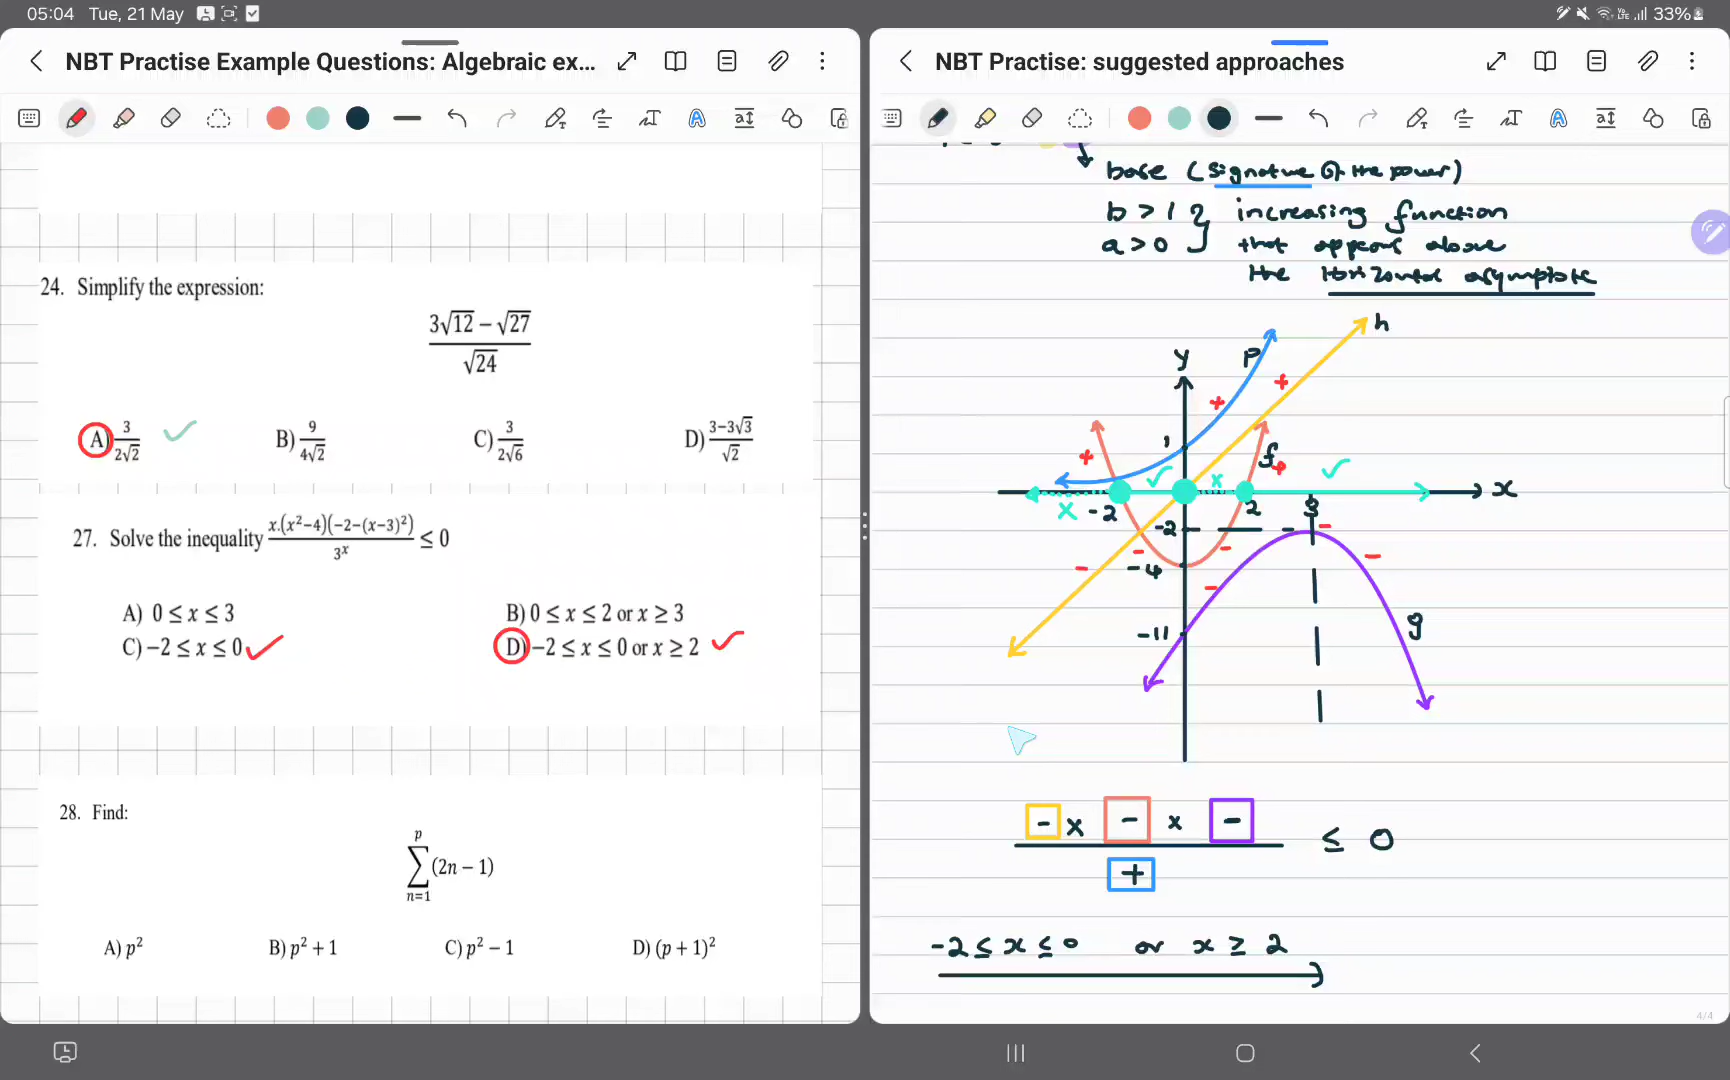 05:04 Tue, 21 May
33%
NBT Practise Example Questions: Algebraic ex...
24. Simplify the expression:
3√12 − √27
√24
A) 3/2√2 ✓ B) 9/4√2 C) 3/2√6 D) 3−3√3/√2
27. Solve the inequality x.(x²−4)(−2−(x−3)²)/3ˣ ≤ 0
A) 0 ≤ x ≤ 3 B) 0 ≤ x ≤ 2 or x ≥ 3
C) −2 ≤ x ≤ 0 ✓ D) −2 ≤ x ≤ 0 or x ≥ 2 ✓
28. Find:
p
∑ (2n − 1)
n=1
A) p² B) p² + 1 C) p² − 1 D) (p + 1)²
NBT Practise: suggested approaches
base (signature of the power)
b > 1 } increasing function
a > 0 that appears above
the horizontal asymptote
h
y p
+ +
1
+ f + ✓
✓ x
x
x -2 2 3
-2 -
- - - -
-4
-
-11 g
- x - x - ≤ 0
+
-2 ≤ x ≤ 0 or x ≥ 2
4/4